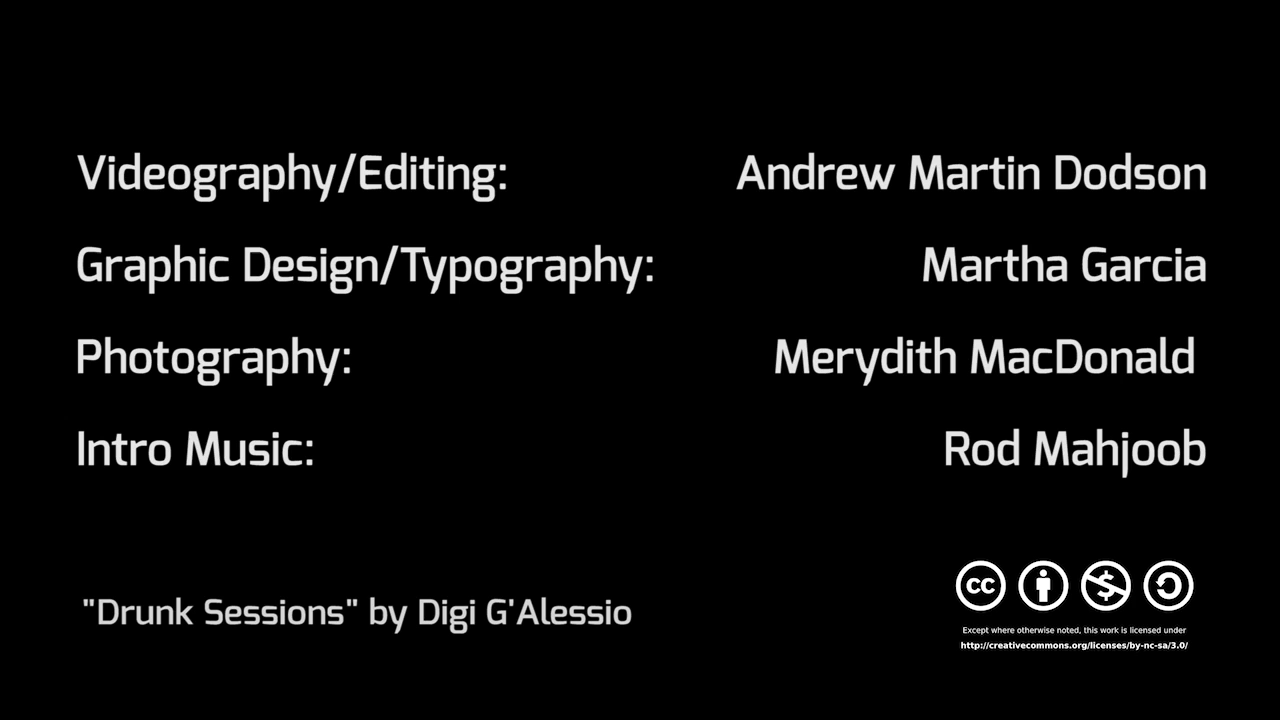 Videography/Editing: Andrew Martin Dodson
Graphic Design/Typography: Martha Garcia
Photography: Merydith MacDonald
Intro Music: Rod Mahjoob
"Drunk Sessions" by Digi G'Alessio
cc
Except where otherwise noted, this work is licensed under
http://creativecommons.org/licenses/by-nc-sa/3.0/